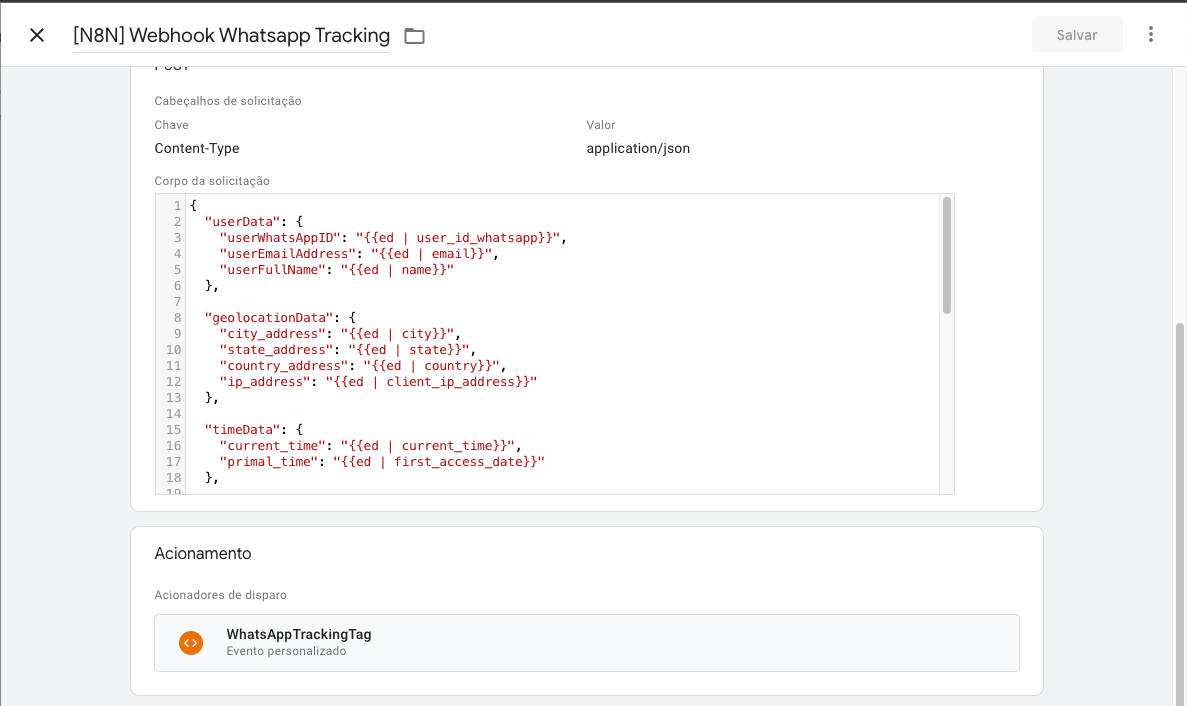 [N8N] Webhook Whatsapp Tracking
Salvar
Cabeçalhos de solicitação
Chave
Valor
Content-Type
application/json
Corpo da solicitação
1 {
2 "userData": {
3 "userWhatsAppID": "{{ed | user_id_whatsapp}}",
4 "userEmailAddress": "{{ed | email}}",
5 "userFullName": "{{ed | name}}"
6 },
7
8 "geolocationData": {
9 "city_address": "{{ed | city}}",
10 "state_address": "{{ed | state}}",
11 "country_address": "{{ed | country}}",
12 "ip_address": "{{ed | client_ip_address}}"
13 },
14
15 "timeData": {
16 "current_time": "{{ed | current_time}}",
17 "primal_time": "{{ed | first_access_date}}"
18 },
19
Acionamento
Acionadores de disparo
WhatsAppTrackingTag
Evento personalizado